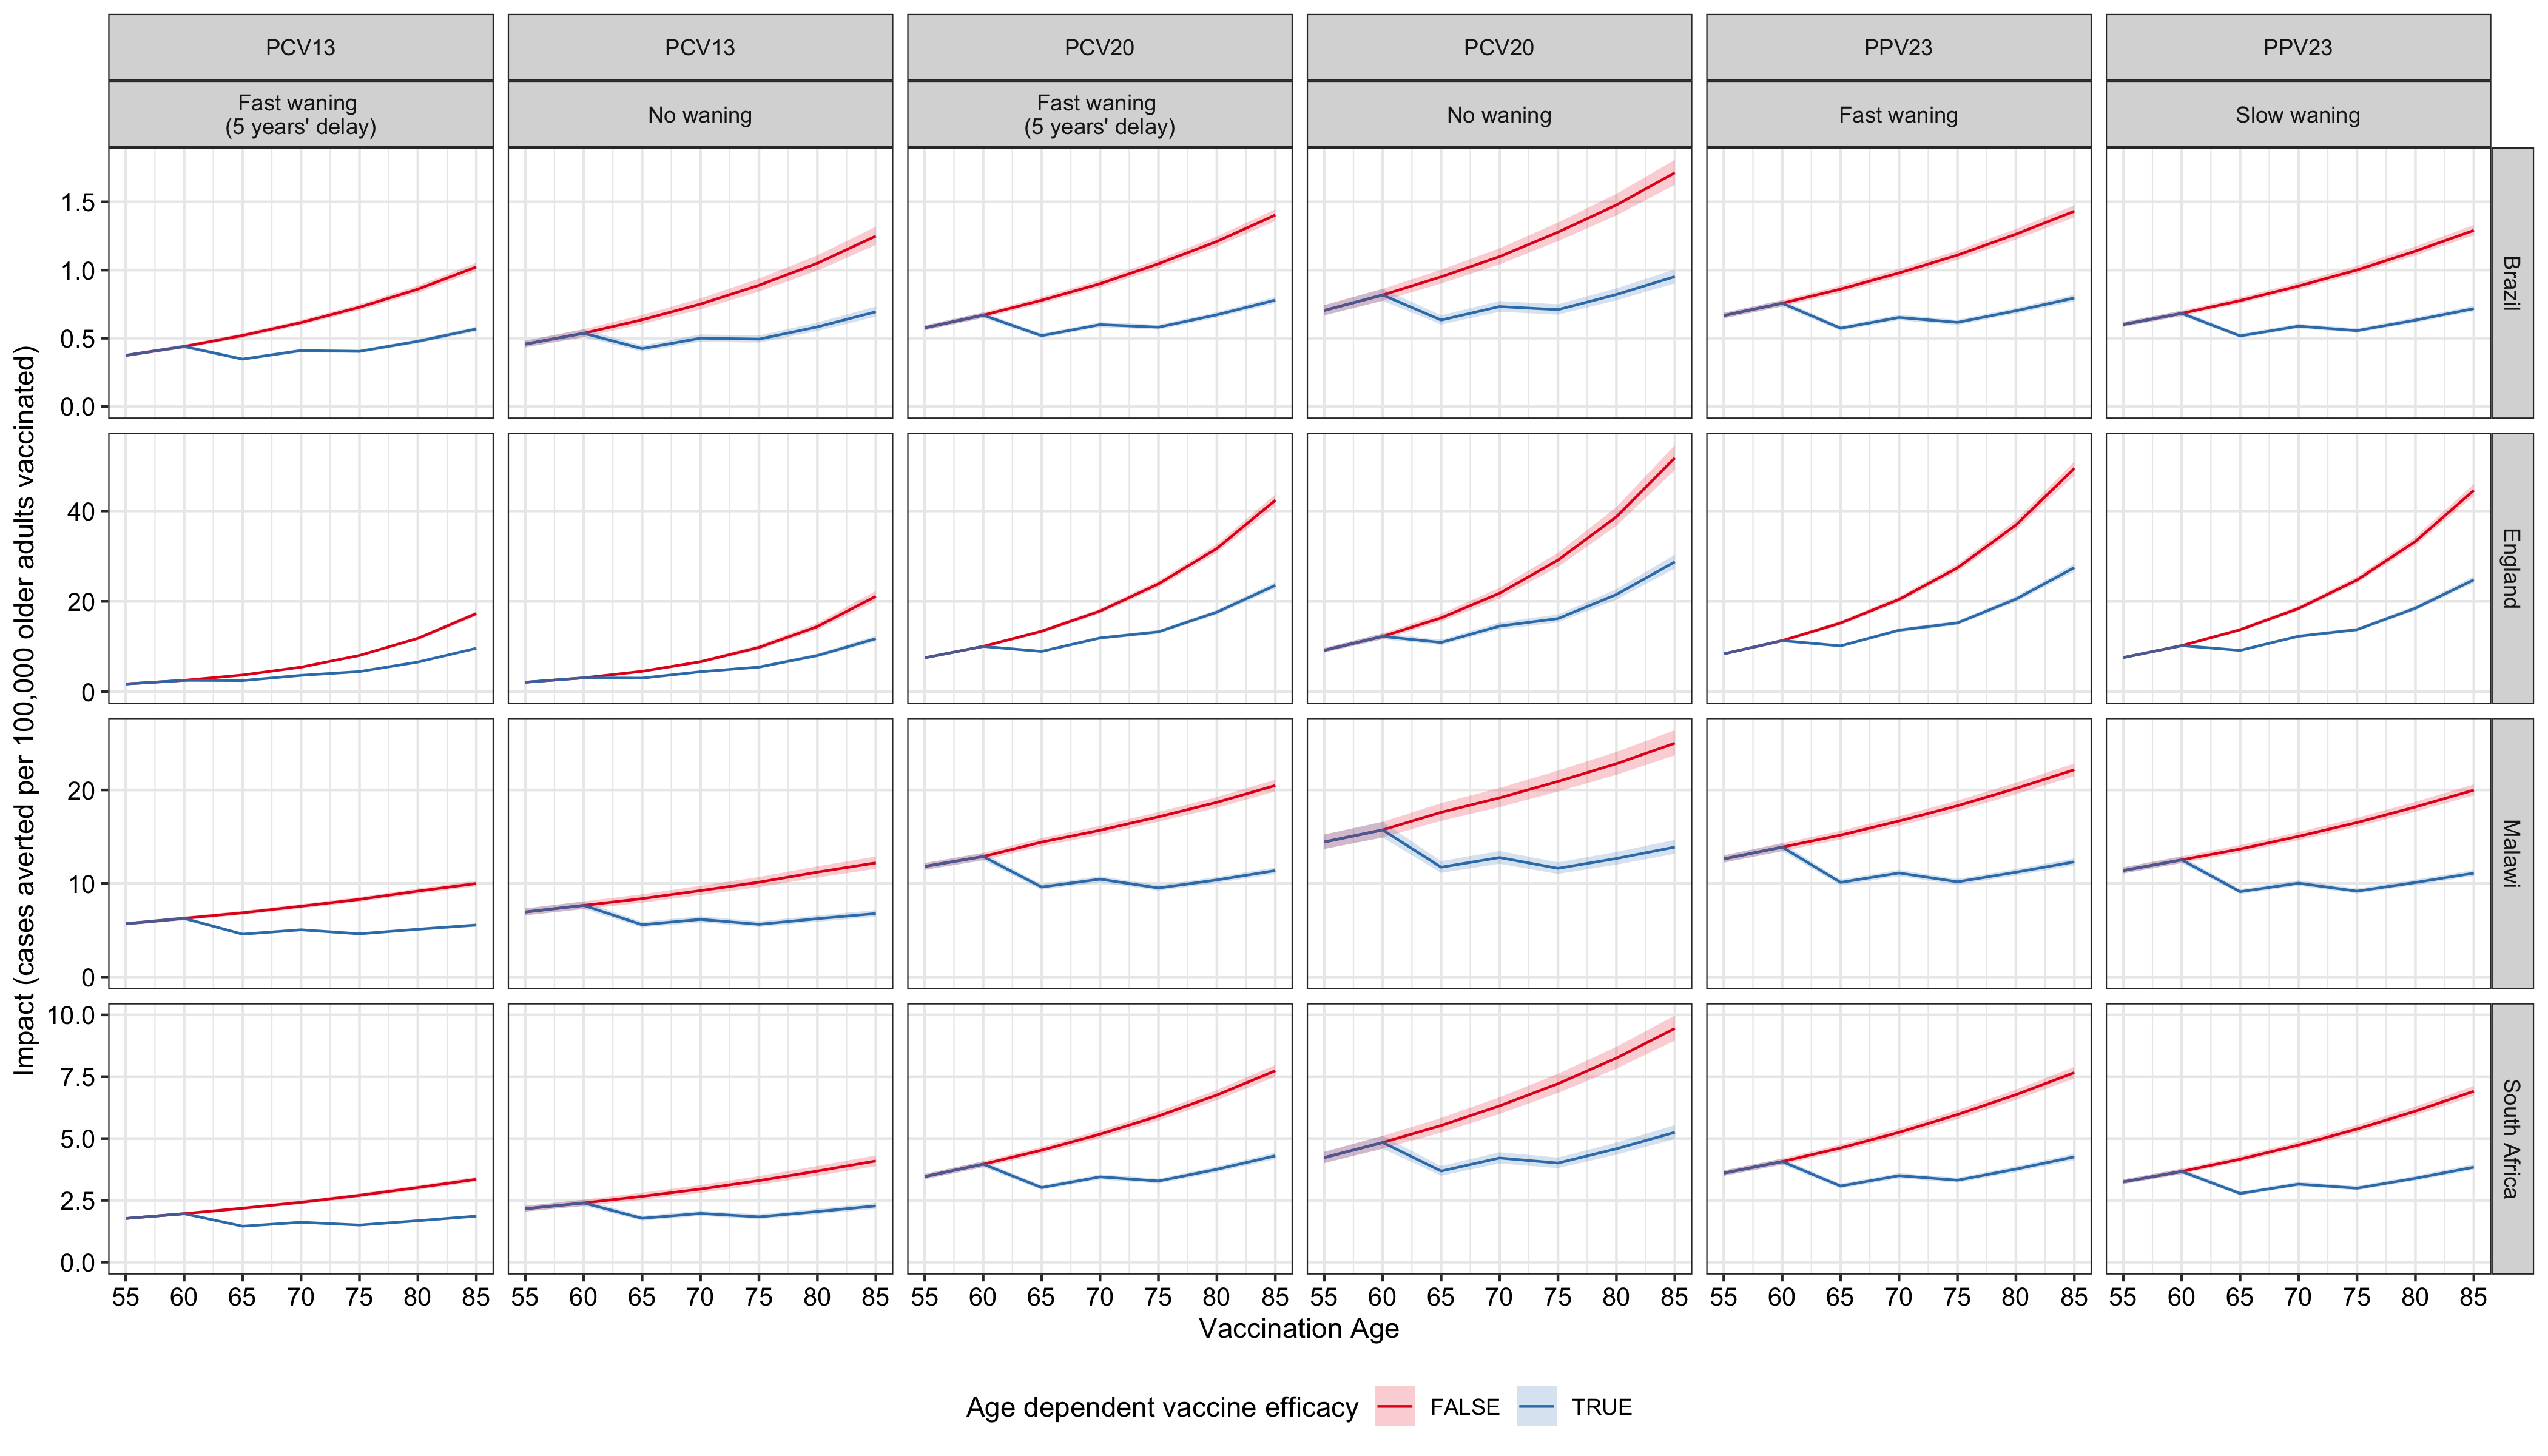 PCV13
PCV13
PCV20
PCV20
PPV23
PPV23
Fast waning
(5 years' delay)
No waning
Fast waning
(5 years' delay)
No waning
Fast waning
Slow waning
Impact (cases averted per 100,000 older adults vaccinated)
1.5
1.0
0.5
0.0
Brazil
40
20
0
England
20
10
0
Malawi
10.0
7.5
5.0
2.5
0.0
South Africa
55 60 65 70 75 80 85
55 60 65 70 75 80 85
55 60 65 70 75 80 85
55 60 65 70 75 80 85
55 60 65 70 75 80 85
55 60 65 70 75 80 85
Vaccination Age
Age dependent vaccine efficacy FALSE TRUE